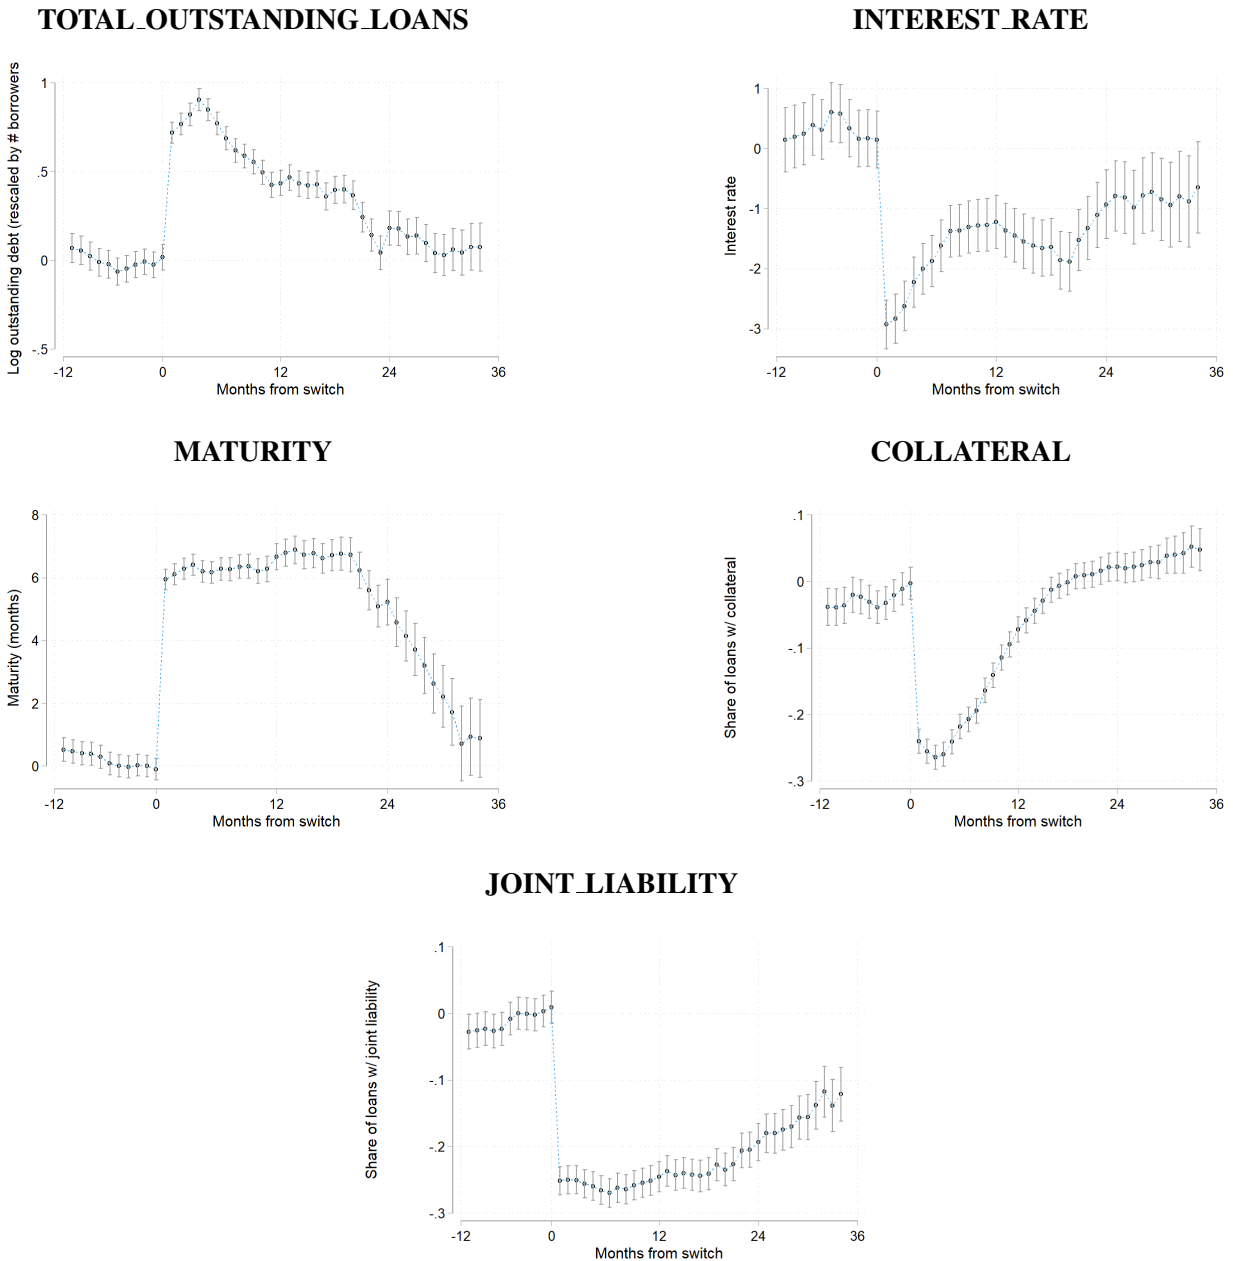 TOTAL_OUTSTANDING_LOANS
Log outstanding debt (rescaled by # borrowers
1
.5
0
-.5
-12 0 12 24 36
Months from switch
INTEREST_RATE
Interest rate
1
0
-1
-2
-3
-12 0 12 24 36
Months from switch
MATURITY
Maturity (months)
8
6
4
2
0
-12 0 12 24 36
Months from switch
COLLATERAL
Share of loans w/ collateral
.1
0
-.1
-.2
-.3
-12 0 12 24 36
Months from switch
JOINT_LIABILITY
Share of loans w/ joint liability
.1
0
-.1
-.2
-.3
-12 0 12 24 36
Months from switch